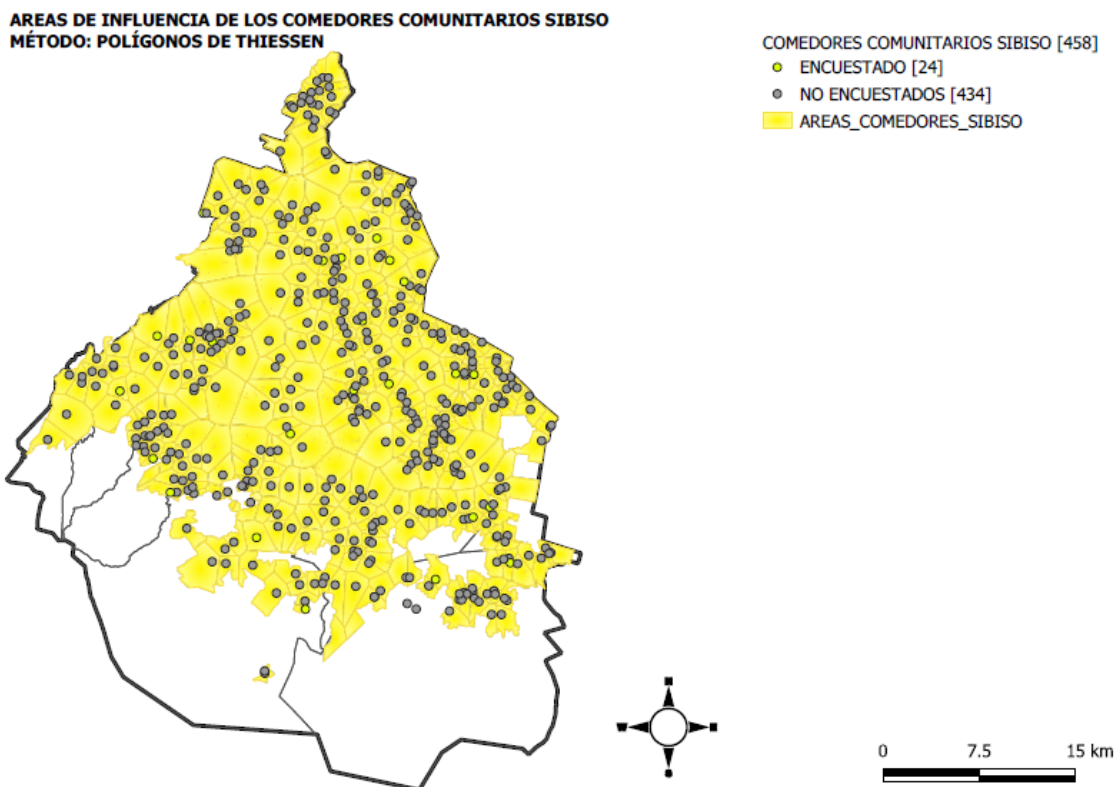 AREAS DE INFLUENCIA DE LOS COMEDORES COMUNITARIOS SIBISO
MÉTODO: POLÍGONOS DE THIESSEN
COMEDORES COMUNITARIOS SIBISO [458]
ENCUESTADO [24]
NO ENCUESTADOS [434]
AREAS_COMEDORES_SIBISO
0 7.5 15 km